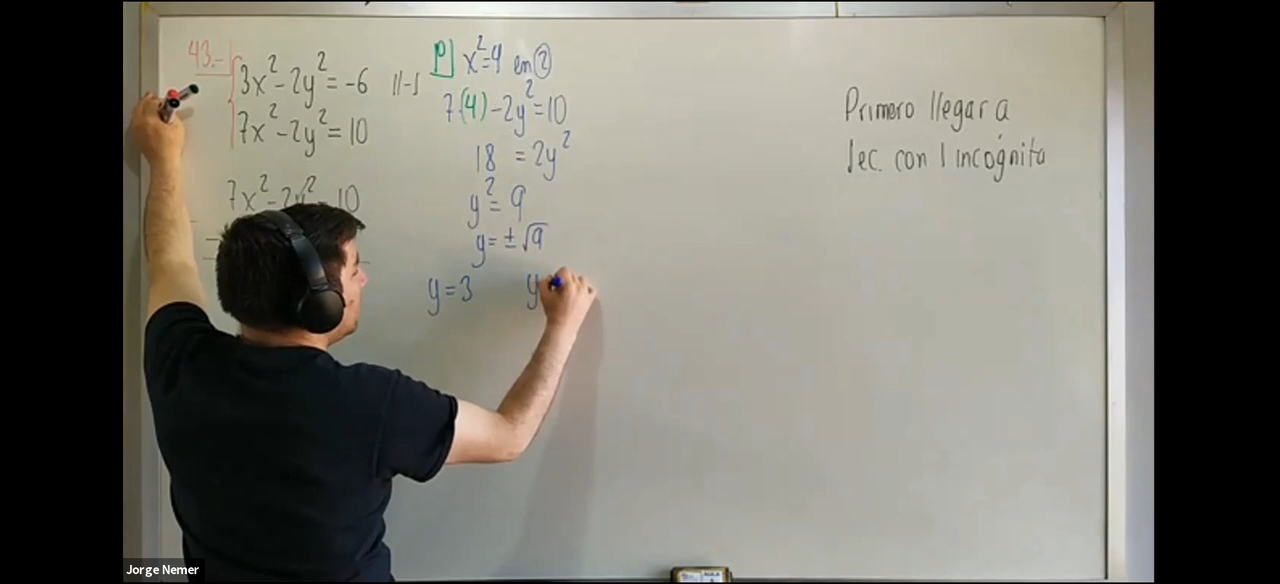 43.-
3x²-2y²=-6 //-1
7x²-2y²=10
7x²-2y²=10
P] x²=4 en ②
7·(4)-2y²=10
18 =2y²
y²=9
y=±√9
y=3 y
Primero llegar a
1ec. con 1 incógnita
Jorge Nemer